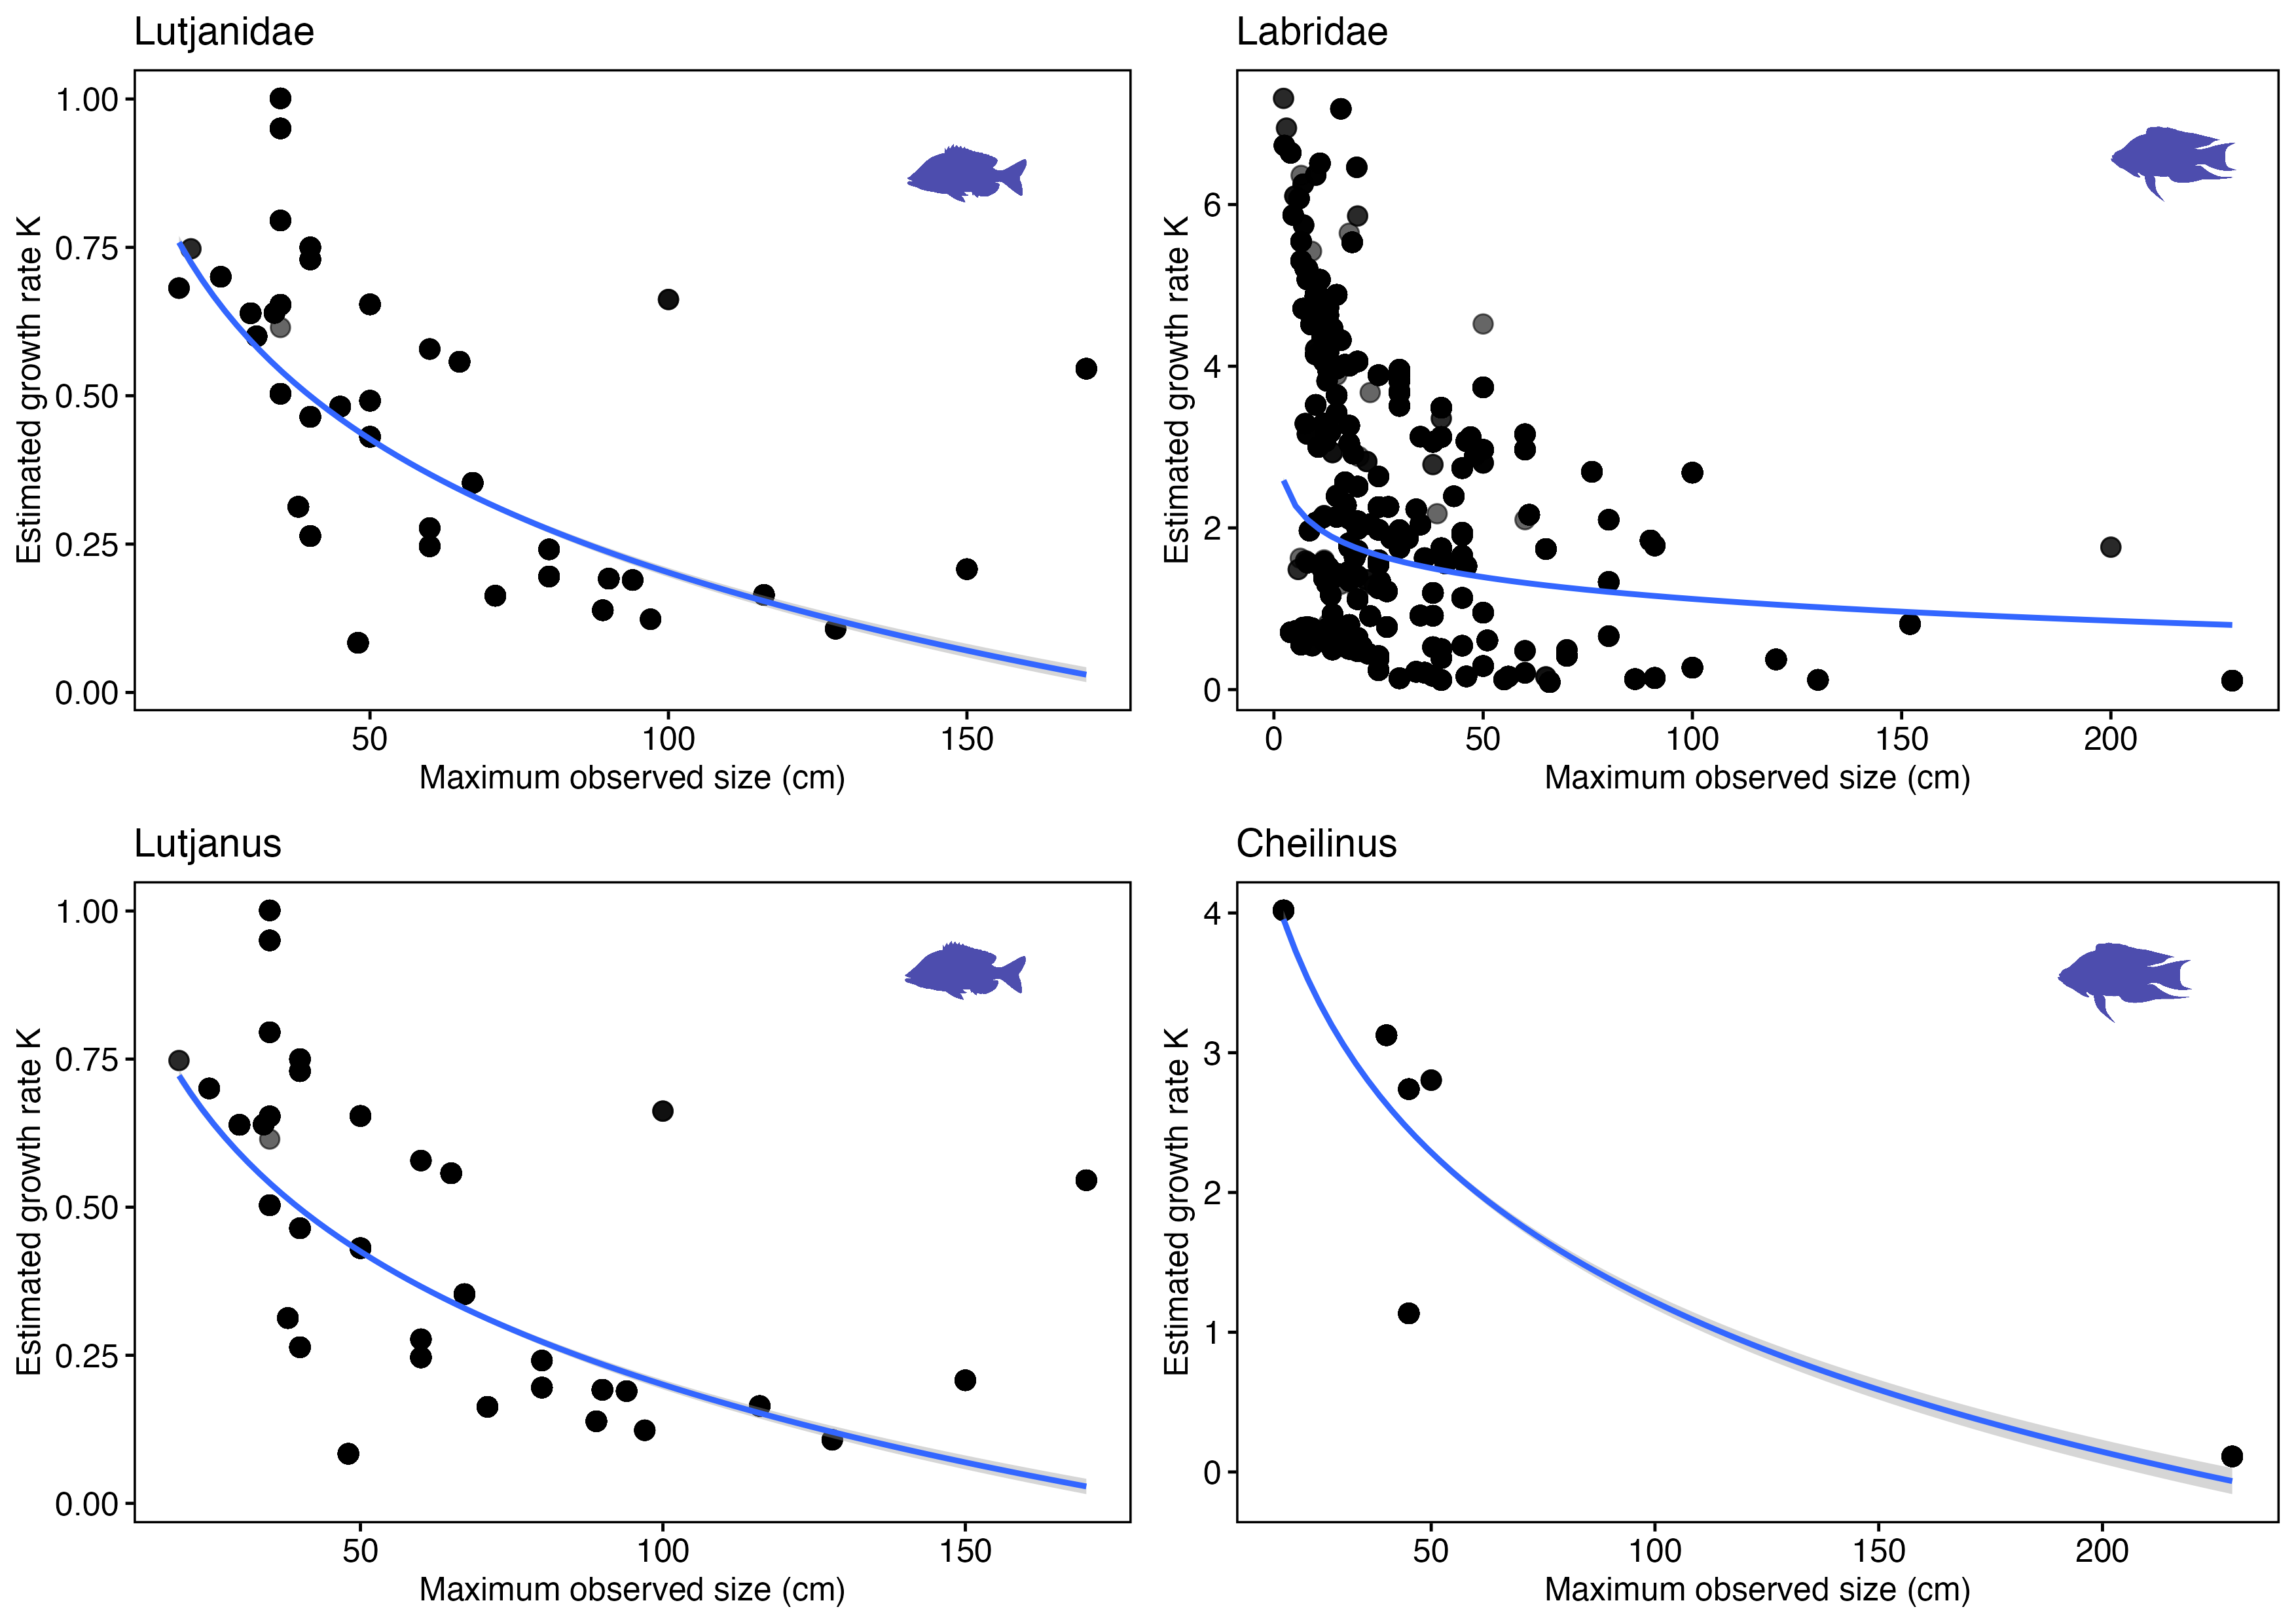 Lutjanidae
Estimated growth rate K
1.00
0.75
0.50
0.25
0.00
50 100 150
Maximum observed size (cm)
Labridae
Estimated growth rate K
6
4
2
0
0 50 100 150 200
Maximum observed size (cm)
Lutjanus
Estimated growth rate K
1.00
0.75
0.50
0.25
0.00
50 100 150
Maximum observed size (cm)
Cheilinus
Estimated growth rate K
4
3
2
1
0
50 100 150 200
Maximum observed size (cm)